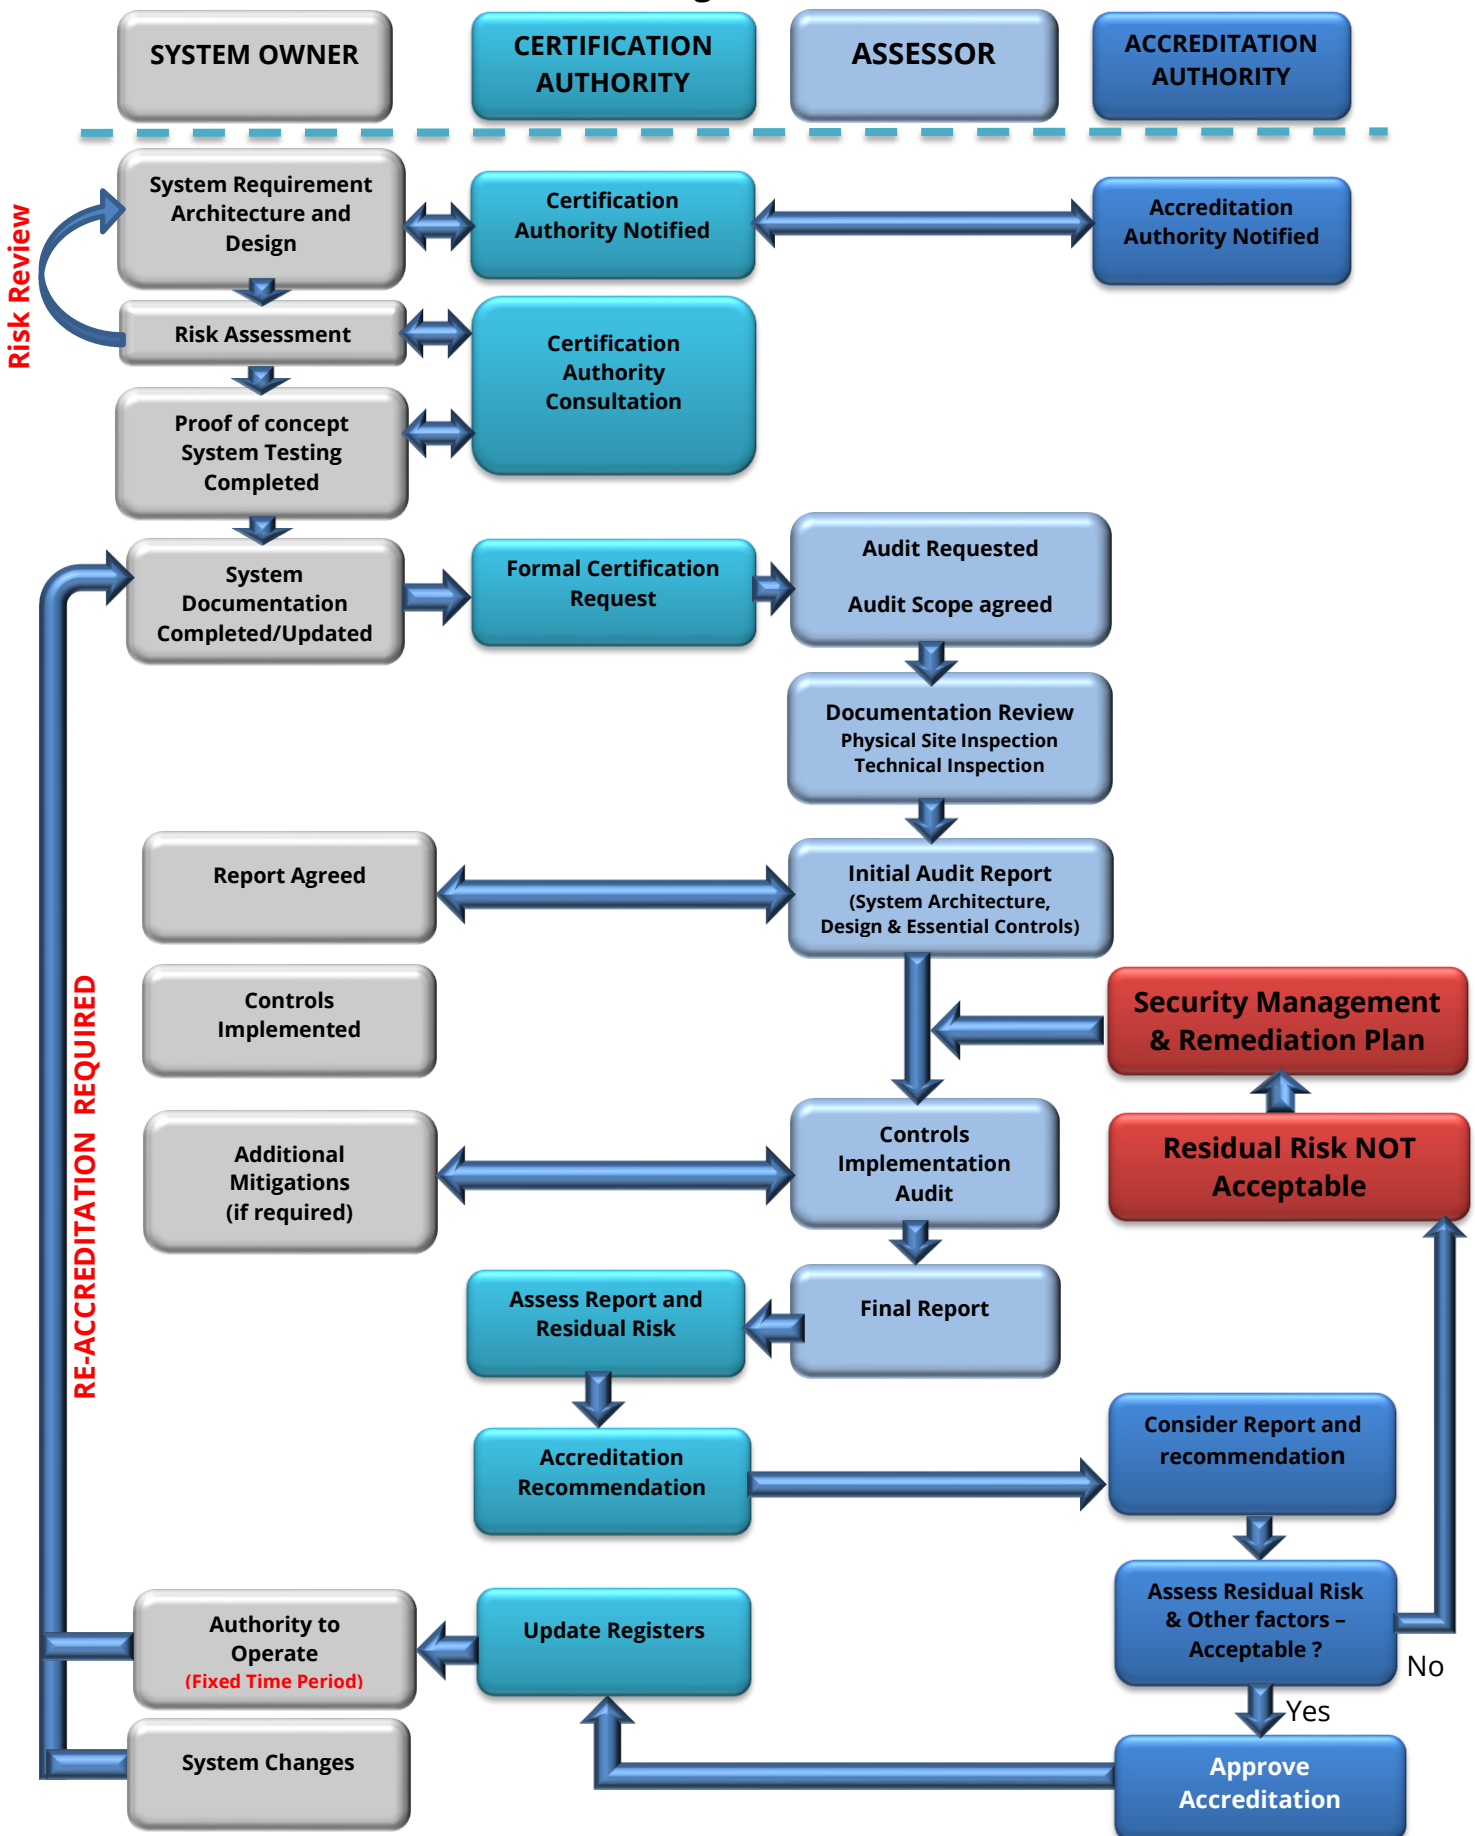 SYSTEM OWNER
CERTIFICATION
AUTHORITY
ASSESSOR
ACCREDITATION
AUTHORITY
System Requirement
Architecture and
Design
Certification
Authority Notified
Accreditation
Authority Notified
Risk Review
Risk Assessment
Certification
Authority
Consultation
Proof of concept
System Testing
Completed
System
Documentation
Completed/Updated
Formal Certification
Request
Audit Requested
Audit Scope agreed
Documentation Review
Physical Site Inspection
Technical Inspection
Report Agreed
Initial Audit Report
(System Architecture,
Design & Essential Controls)
Controls
Implemented
Security Management
& Remediation Plan
RE-ACCREDITATION REQUIRED
Additional
Mitigations
(if required)
Controls
Implementation
Audit
Residual Risk NOT
Acceptable
Assess Report and
Residual Risk
Final Report
Accreditation
Recommendation
Consider Report and
recommendation
Assess Residual Risk
& Other factors –
Acceptable ?
No
Yes
Authority to
Operate
(Fixed Time Period)
Update Registers
System Changes
Approve
Accreditation